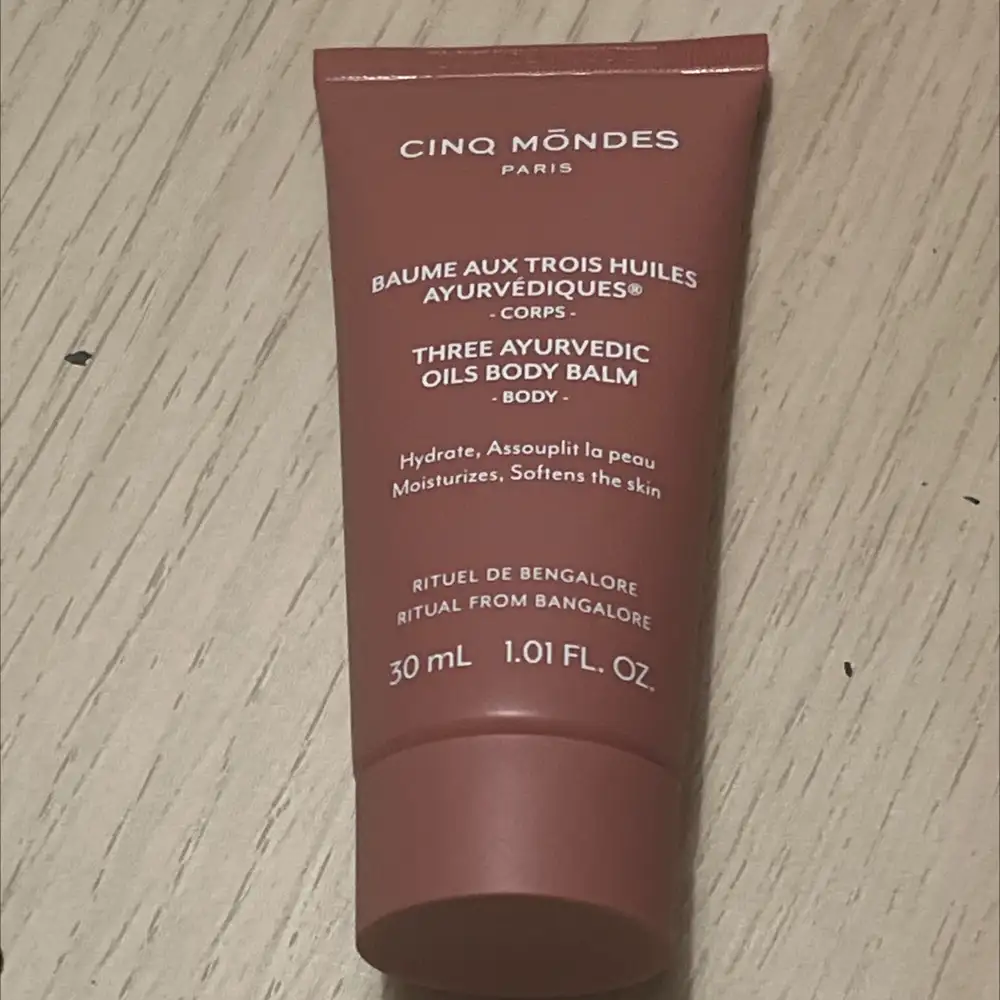 CINQ MŌNDES
PARIS
BAUME AUX TROIS HUILES
AYURVÉDIQUES®
- CORPS -
THREE AYURVEDIC
OILS BODY BALM
- BODY -
Hydrate, Assouplit la peau
Moisturizes, Softens the skin
RITUEL DE BENGALORE
RITUAL FROM BANGALORE
30 mL 1.01 FL. OZ.